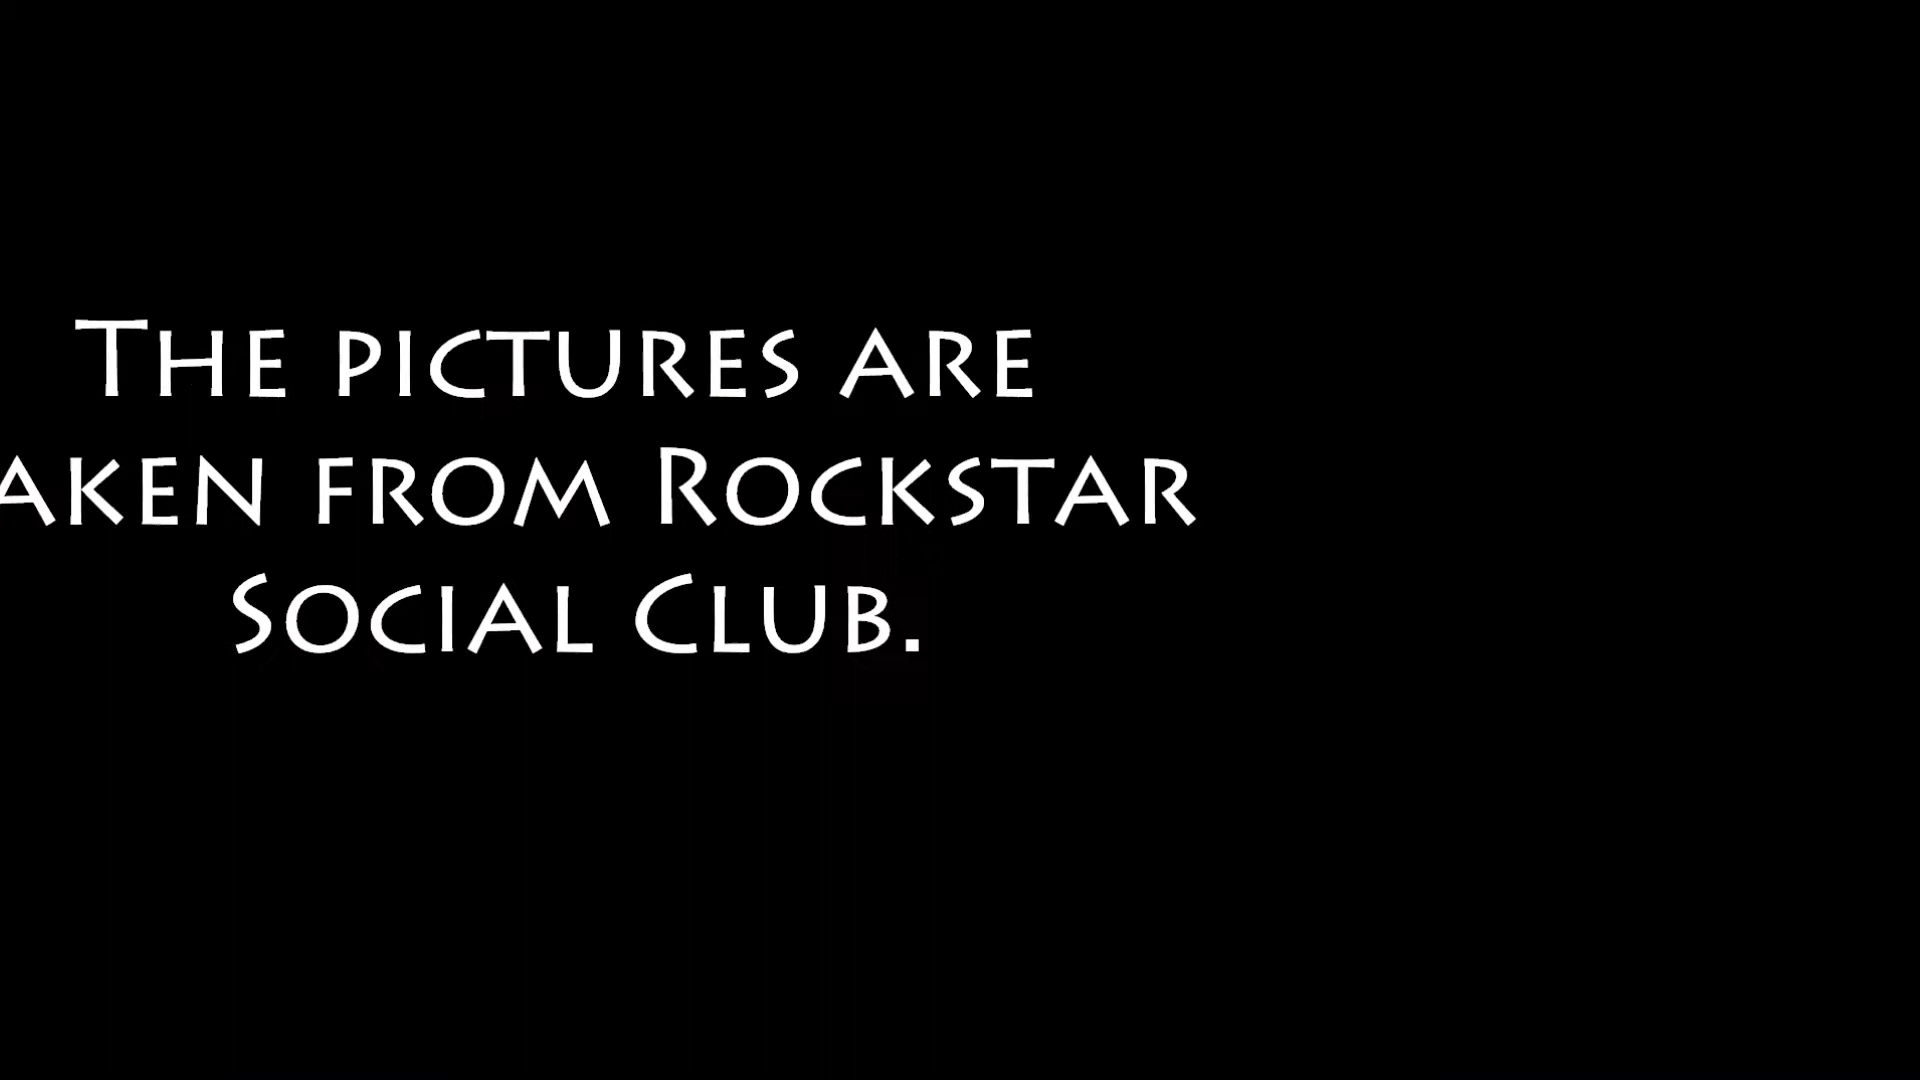 The pictures are
aken from Rockstar
Social Club.